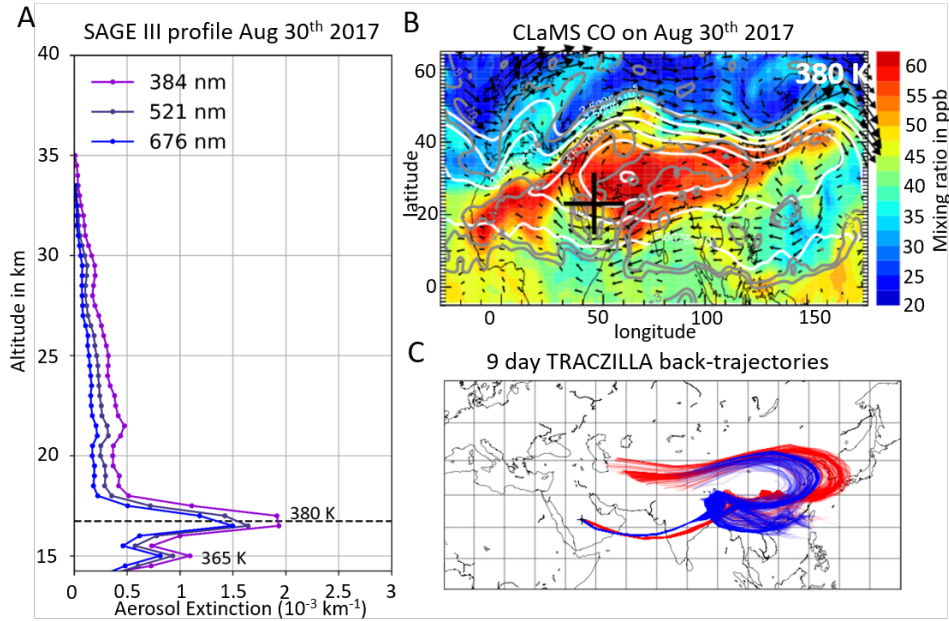 A
SAGE III profile Aug 30th 2017
40
35
30
25
20
15
Altitude in km
384 nm
521 nm
676 nm
380 K
365 K
0 0.5 1 1.5 2 2.5 3
Aerosol Extinction (10-3 km-1)
B
CLaMS CO on Aug 30th 2017
380 K
60
40
20
0
latitude
0 50 100 150
longitude
60
55
50
45
40
35
30
25
20
Mixing ratio in ppb
C
9 day TRACZILLA back-trajectories